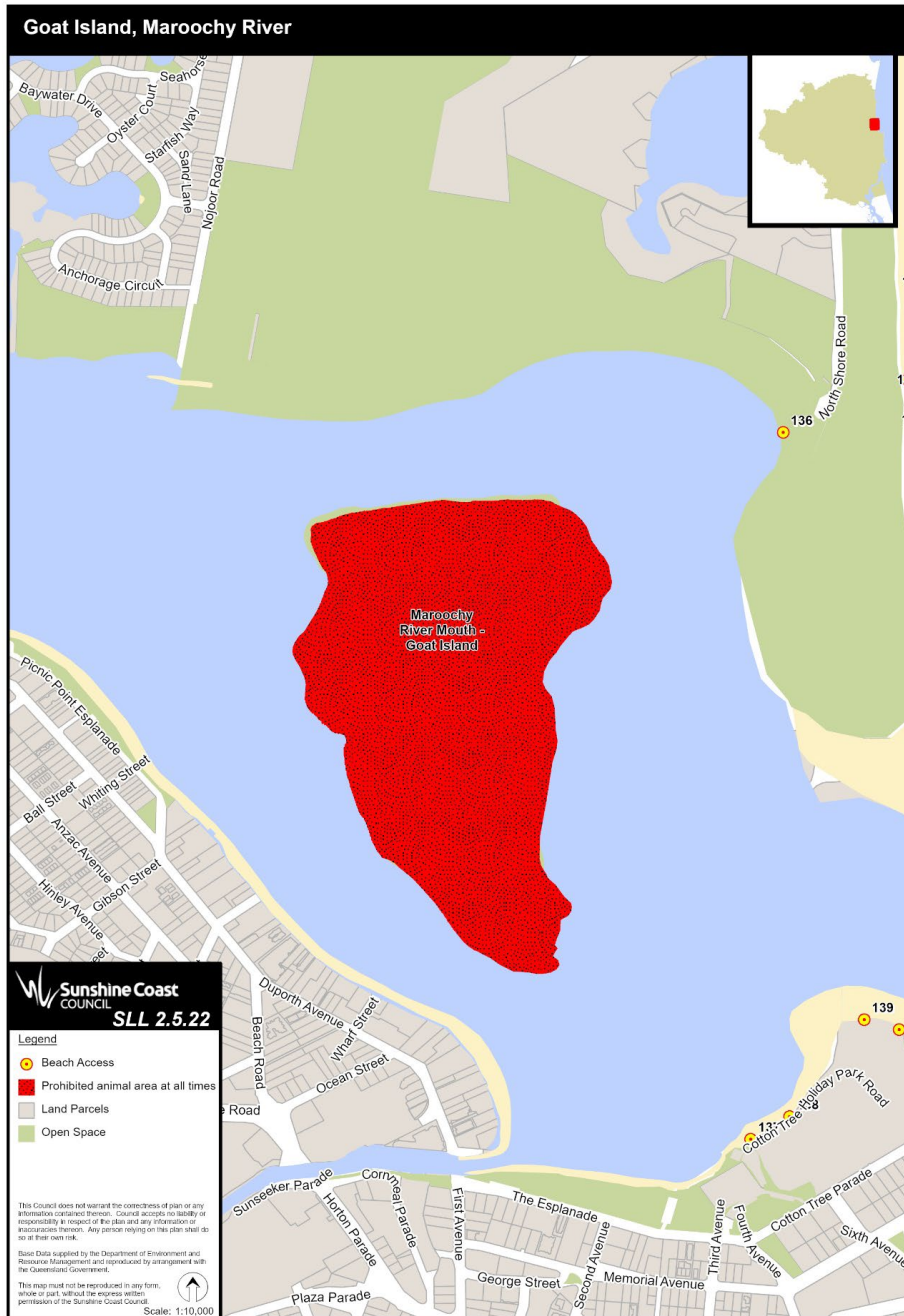 Goat Island, Maroochy River
Seahorse
Baywater Drive
Oyster Court
Starfish Way
Sand Lane
Nojoor Road
Anchorage Circuit
North Shore Road
136
Maroochy
River Mouth -
Goat Island
Picnic Point Esplanade
Whiting Street
Ball Street
Anzac Avenue
Gibson Street
Hinley Avenue
Duporth Avenue
Wharf Street
Beach Road
Ocean Street
e Road
139
Cotton Tree Holiday Park Road
Sunseeker Parade
Cornmeal Parade
Horton Parade
First Avenue
The Esplanade
Second Avenue
Third Avenue
Fourth Avenue
Cotton Tree Parade
Sixth Avenue
George Street
Memorial Avenue
Plaza Parade
Sunshine Coast
COUNCIL
SLL 2.5.22
Legend
Beach Access
Prohibited animal area at all times
Land Parcels
Open Space
This Council does not warrant the correctness of plan or any
information contained thereon. Council accepts no liability or
responsibility in respect of the plan and any information or
inaccuracies thereon. Any person relying on this plan shall do
so at their own risk.
Base Data supplied by the Department of Environment and
Resource Management and reproduced by arrangement with
the Queensland Government.
This map must not be reproduced in any form,
whole or part, without the express written
permission of the Sunshine Coast Council.
Scale: 1:10,000